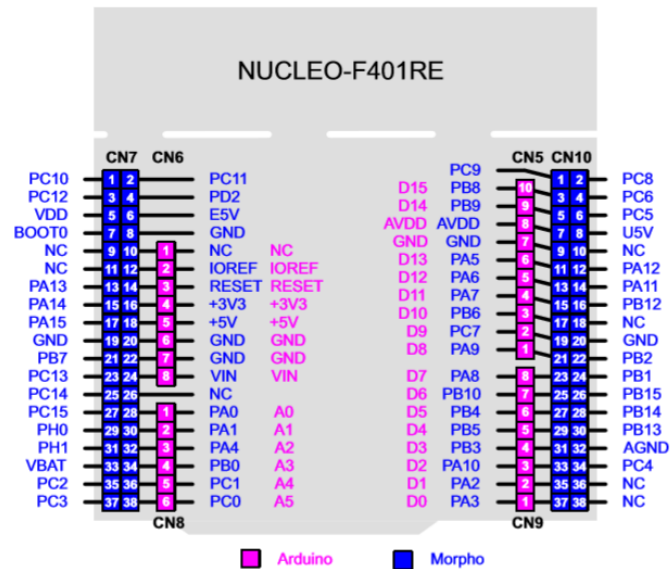 NUCLEO-F401RE
CN7 CN6 CN5 CN10
PC9
PC10 1 2 PC11 D15 PB8 10 1 2 PC8
PC12 3 4 PD2 D14 PB9 9 3 4 PC6
VDD 5 6 E5V AVDD AVDD 8 5 6 PC5
BOOT0 7 8 GND GND GND 7 7 8 U5V
NC 9 10 1 NC NC D13 PA5 6 9 10 NC
NC 11 12 2 IOREF IOREF D12 PA6 5 11 12 PA12
PA13 13 14 3 RESET RESET D11 PA7 4 13 14 PA11
PA14 15 16 4 +3V3 +3V3 D10 PB6 3 15 16 PB12
PA15 17 18 5 +5V +5V D9 PC7 2 17 18 NC
GND 19 20 6 GND GND D8 PA9 1 19 20 GND
PB7 21 22 7 GND GND 21 22 PB2
PC13 23 24 8 VIN VIN D7 PA8 8 23 24 PB1
PC14 25 26 NC D6 PB10 7 25 26 PB15
PC15 27 28 1 PA0 A0 D5 PB4 6 27 28 PB14
PH0 29 30 2 PA1 A1 D4 PB5 5 29 30 PB13
PH1 31 32 3 PA4 A2 D3 PB3 4 31 32 AGND
VBAT 33 34 4 PB0 A3 D2 PA10 3 33 34 PC4
PC2 35 36 5 PC1 A4 D1 PA2 2 35 36 NC
PC3 37 38 6 PC0 A5 D0 PA3 1 37 38 NC
CN8 CN9
Arduino Morpho